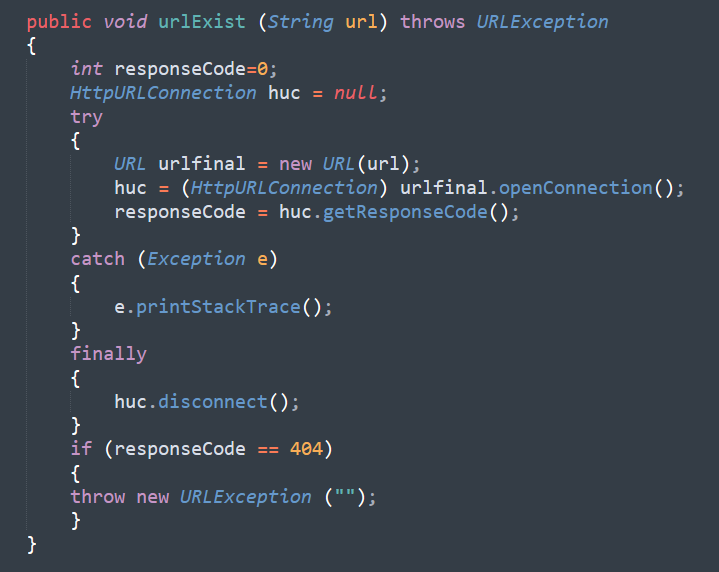 public void urlExist (String url) throws URLException
{
    int responseCode=0;
    HttpURLConnection huc = null;
    try
    {
        URL urlfinal = new URL(url);
        huc = (HttpURLConnection) urlfinal.openConnection();
        responseCode = huc.getResponseCode();
    }
    catch (Exception e)
    {
        e.printStackTrace();
    }
    finally
    {
        huc.disconnect();
    }
    if (responseCode == 404)
    {
    throw new URLException ("");
    }
}